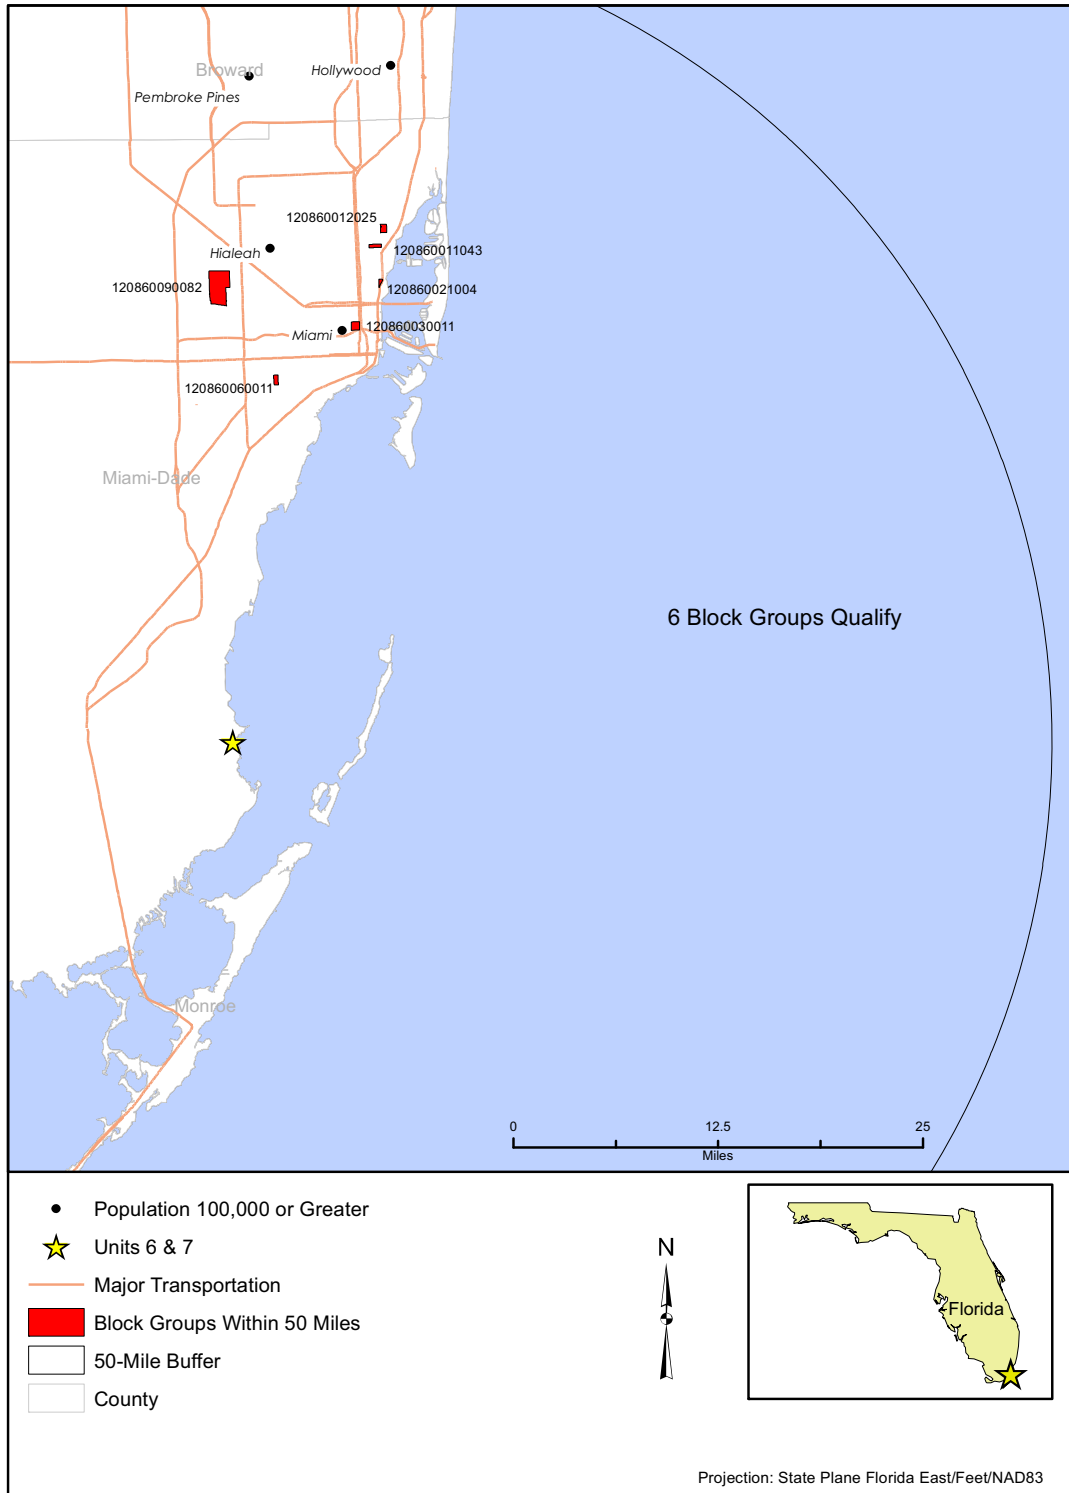 Broward
Hollywood
Pembroke Pines
120860012025
Hialeah
120860011043
120860090082
120860021004
120860030011
Miami
120860060011
Miami-Dade
6 Block Groups Qualify
Monroe
0 12.5 25
Miles
Population 100,000 or Greater
Units 6 & 7
Major Transportation
Block Groups Within 50 Miles
50-Mile Buffer
County
N
Florida
Projection: State Plane Florida East/Feet/NAD83